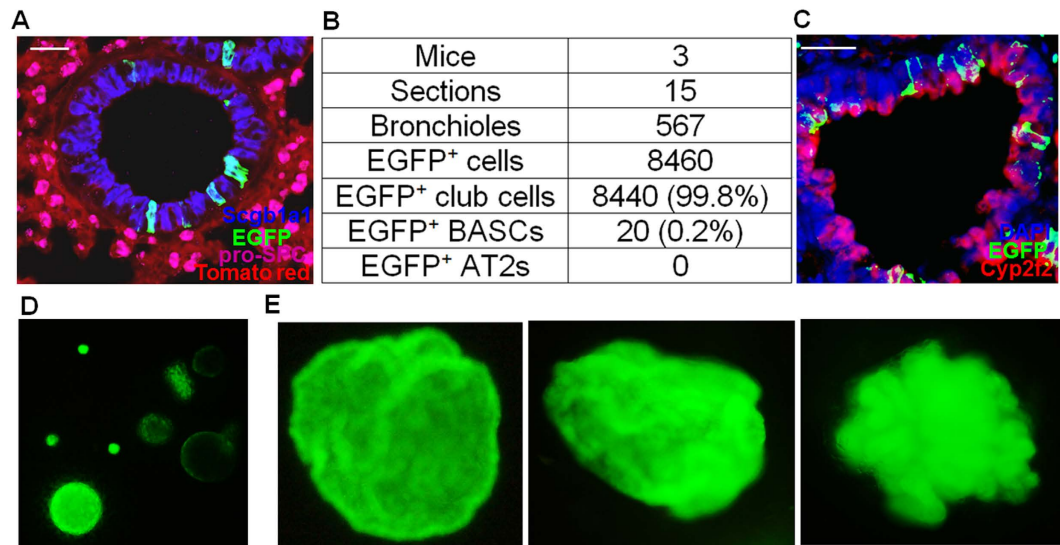 A
Scgb1a1
EGFP
pro-SPC
Tomato red
B
Mice 3
Sections 15
Bronchioles 567
EGFP⁺ cells 8460
EGFP⁺ club cells 8440 (99.8%)
EGFP⁺ BASCs 20 (0.2%)
EGFP⁺ AT2s 0
C
DAPI
EGFP
Cyp2f2
D
E